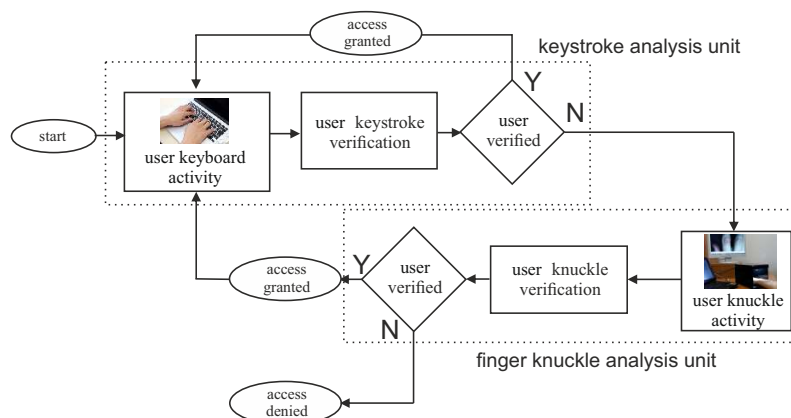 access
granted
keystroke analysis unit
Y
N
start
user keyboard
activity
user keystroke
verification
user
verified
access
granted
Y
user
verified
N
user knuckle
verification
user knuckle
activity
finger knuckle analysis unit
access
denied